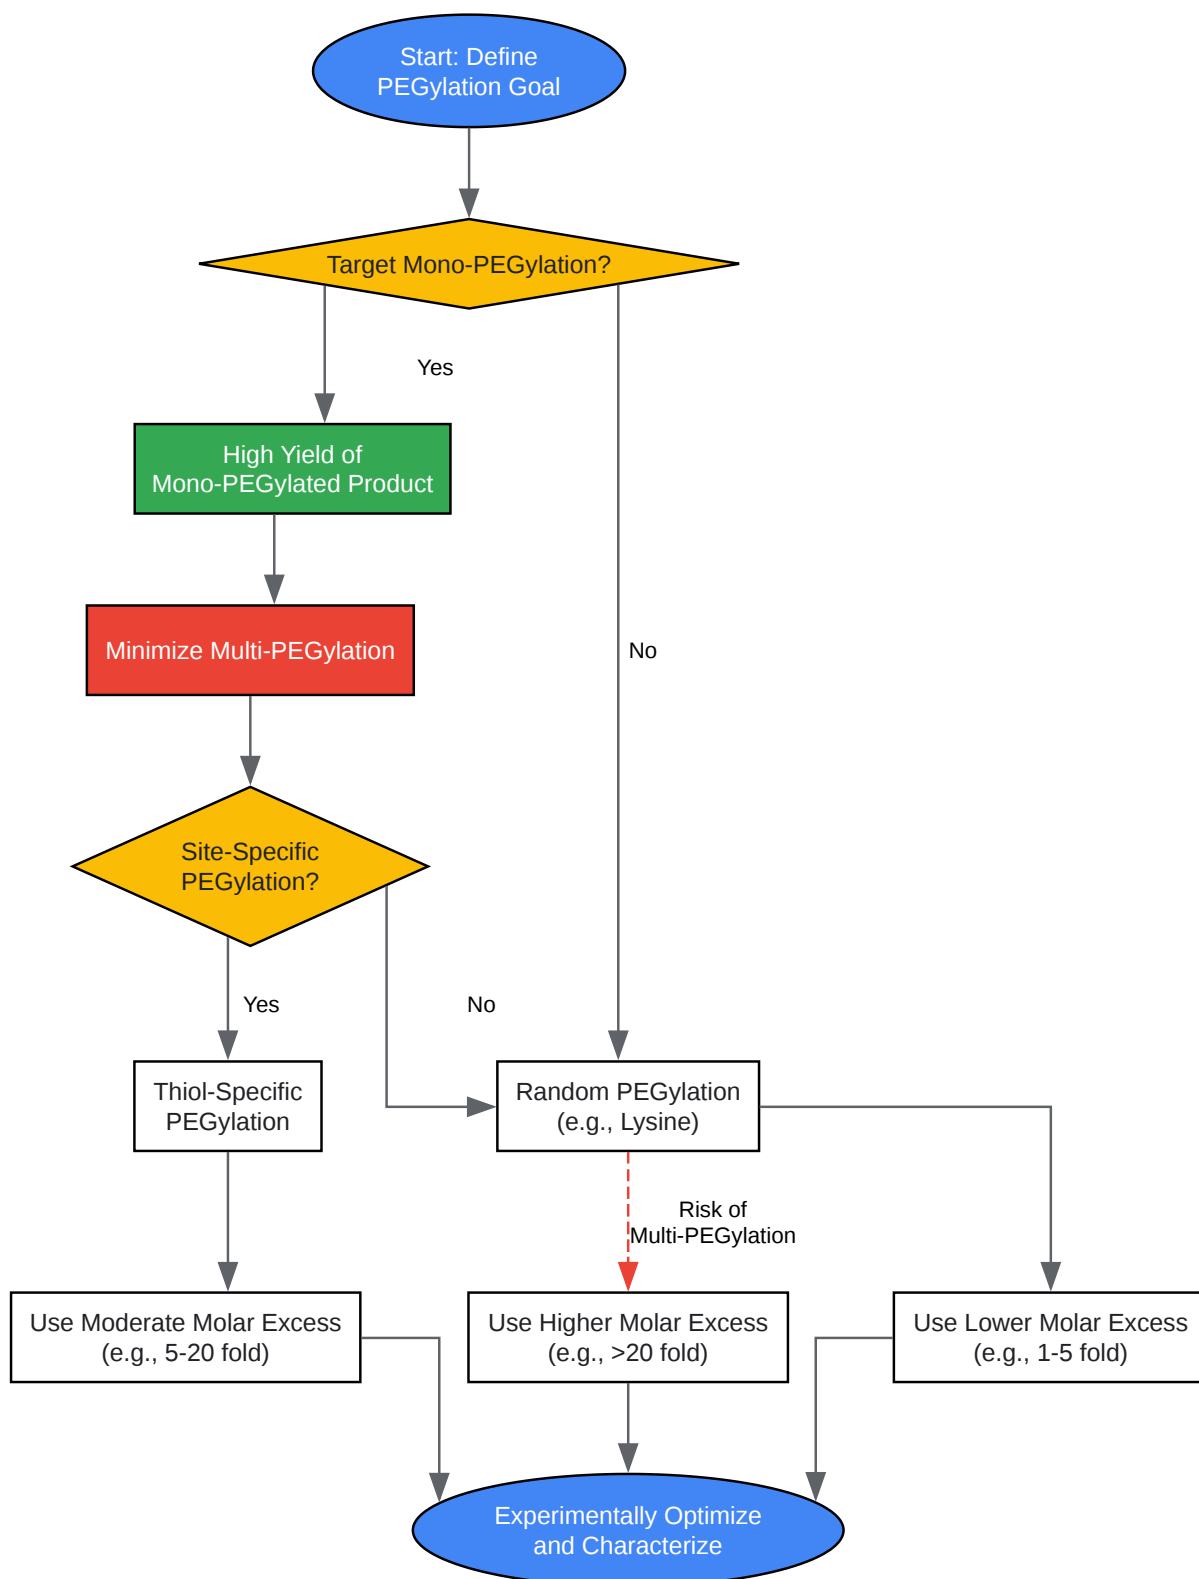 Start: Define
PEGylation Goal
Target Mono-PEGylation?
Yes
High Yield of
Mono-PEGylated Product
Minimize Multi-PEGylation
No
Site-Specific
PEGylation?
Yes
No
Thiol-Specific
PEGylation
Random PEGylation
(e.g., Lysine)
Risk of
Multi-PEGylation
Use Moderate Molar Excess
(e.g., 5-20 fold)
Use Higher Molar Excess
(e.g., >20 fold)
Use Lower Molar Excess
(e.g., 1-5 fold)
Experimentally Optimize
and Characterize